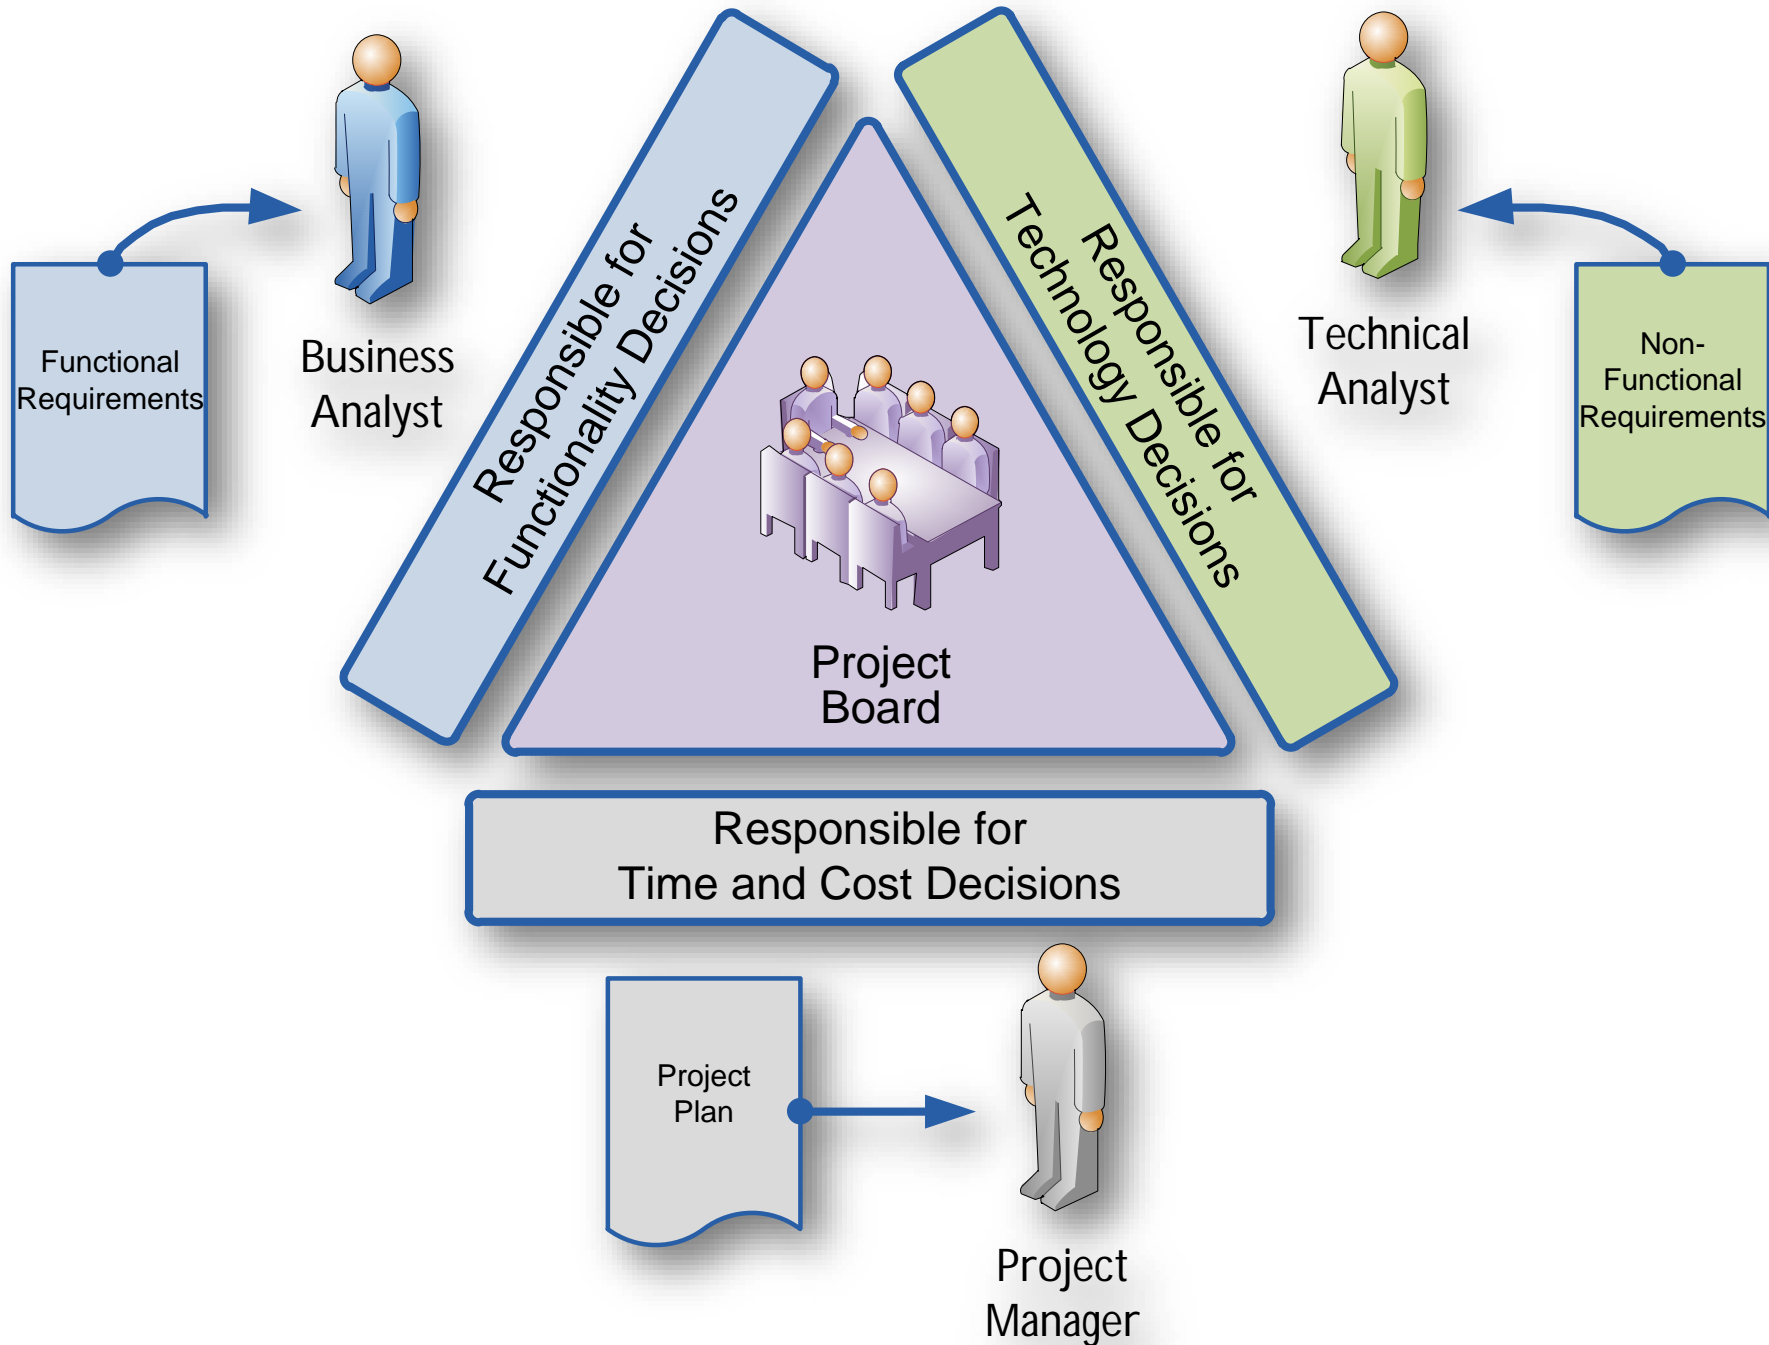 Functional
Requirements
Business
Analyst
Responsible for
Functionality Decisions
Responsible for
Technology Decisions
Technical
Analyst
Non-
Functional
Requirements
Project
Board
Responsible for
Time and Cost Decisions
Project
Plan
Project
Manager